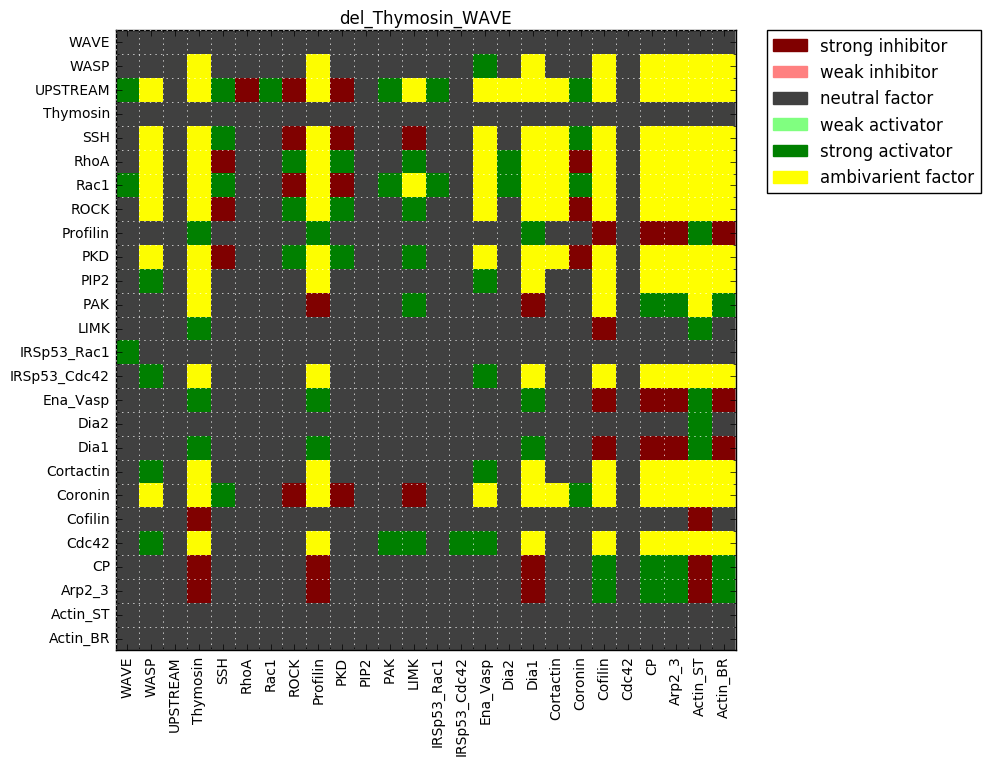 del_Thymosin_WAVE
WAVE
WASP
UPSTREAM
Thymosin
SSH
RhoA
Rac1
ROCK
Profilin
PKD
PIP2
PAK
LIMK
IRSp53_Rac1
IRSp53_Cdc42
Ena_Vasp
Dia2
Dia1
Cortactin
Coronin
Cofilin
Cdc42
CP
Arp2_3
Actin_ST
Actin_BR
WAVE
WASP
UPSTREAM
Thymosin
SSH
RhoA
Rac1
ROCK
Profilin
PKD
PIP2
PAK
LIMK
IRSp53_Rac1
IRSp53_Cdc42
Ena_Vasp
Dia2
Dia1
Cortactin
Coronin
Cofilin
Cdc42
CP
Arp2_3
Actin_ST
Actin_BR
strong inhibitor
weak inhibitor
neutral factor
weak activator
strong activator
ambivarient factor